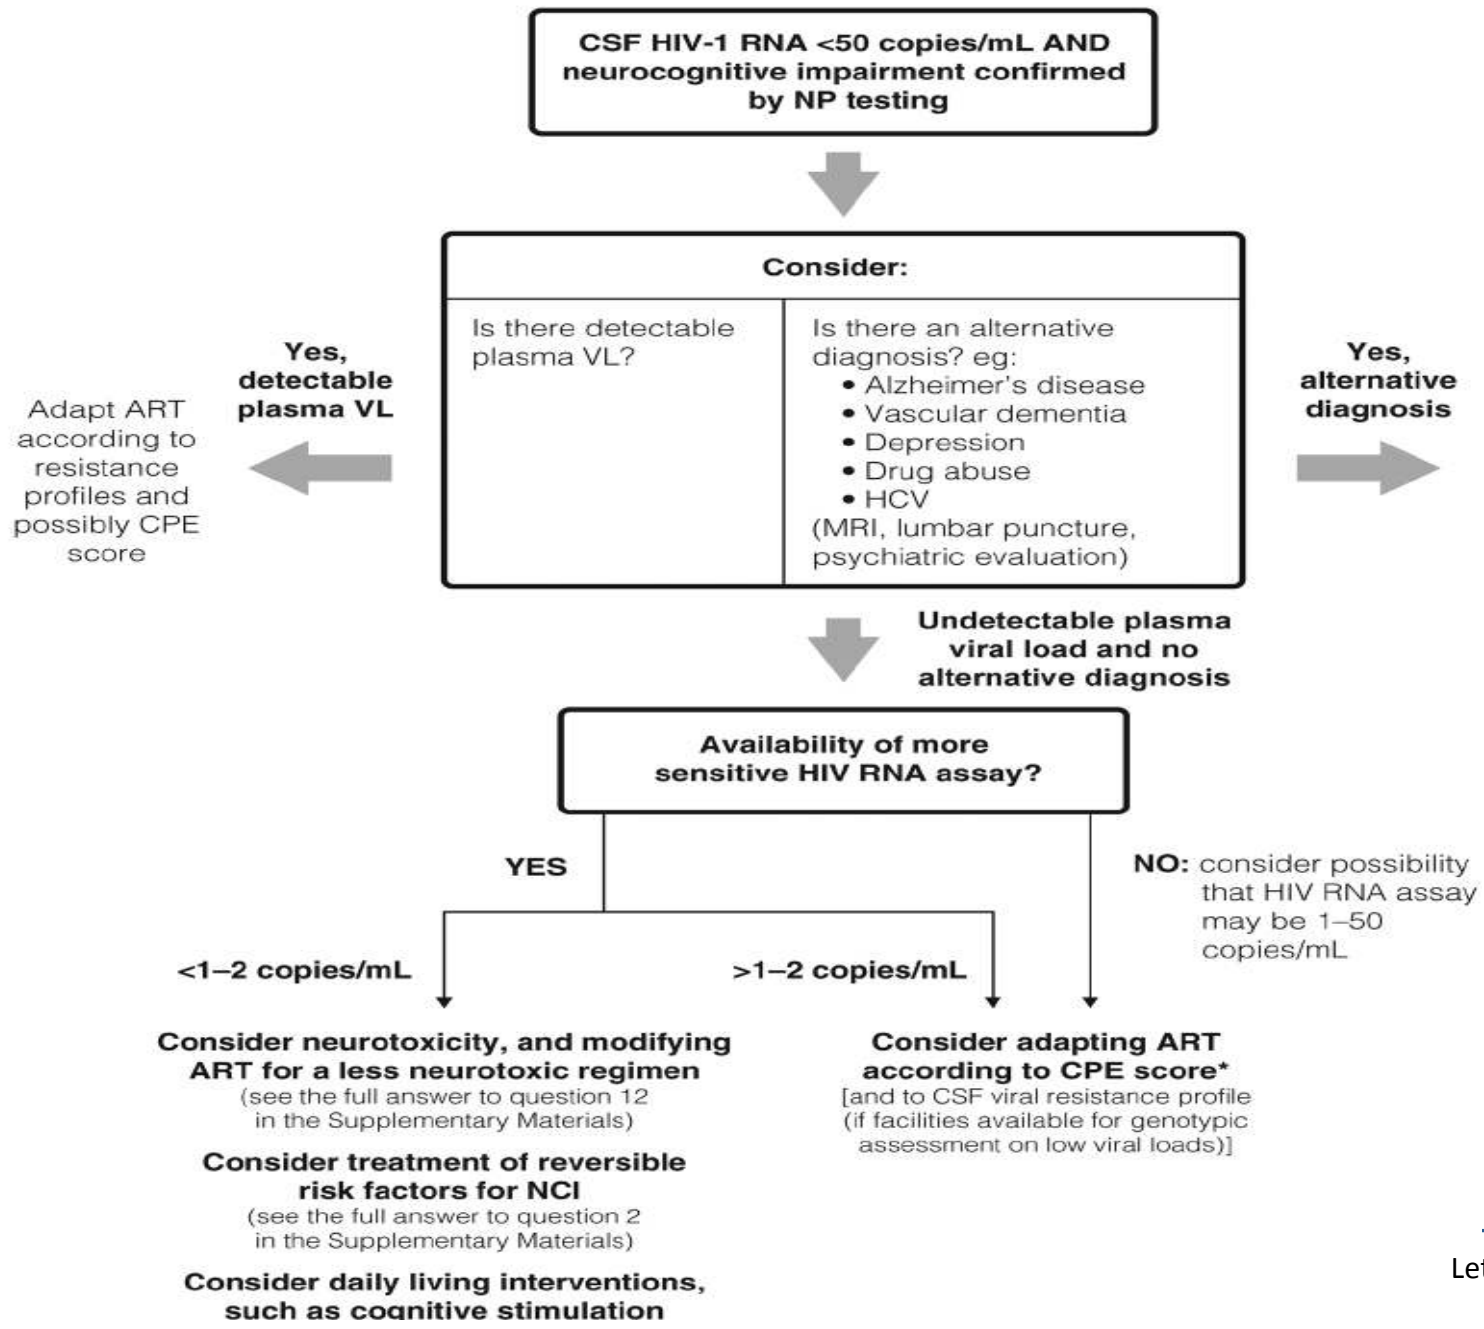 CSF HIV-1 RNA <50 copies/mL AND
neurocognitive impairment confirmed
by NP testing
Consider:
Is there detectable
plasma VL?
Is there an alternative
diagnosis? eg:
• Alzheimer's disease
• Vascular dementia
• Depression
• Drug abuse
• HCV
(MRI, lumbar puncture,
psychiatric evaluation)
Yes,
detectable
plasma VL
Adapt ART
according to
resistance
profiles and
possibly CPE
score
Yes,
alternative
diagnosis
Undetectable plasma
viral load and no
alternative diagnosis
Availability of more
sensitive HIV RNA assay?
YES
NO: consider possibility
that HIV RNA assay
may be 1–50
copies/mL
<1–2 copies/mL
>1–2 copies/mL
Consider neurotoxicity, and modifying
ART for a less neurotoxic regimen
(see the full answer to question 12
in the Supplementary Materials)
Consider treatment of reversible
risk factors for NCI
(see the full answer to question 2
in the Supplementary Materials)
Consider daily living interventions,
such as cognitive stimulation
Consider adapting ART
according to CPE score*
[and to CSF viral resistance profile
(if facilities available for genotypic
assessment on low viral loads)]
Let